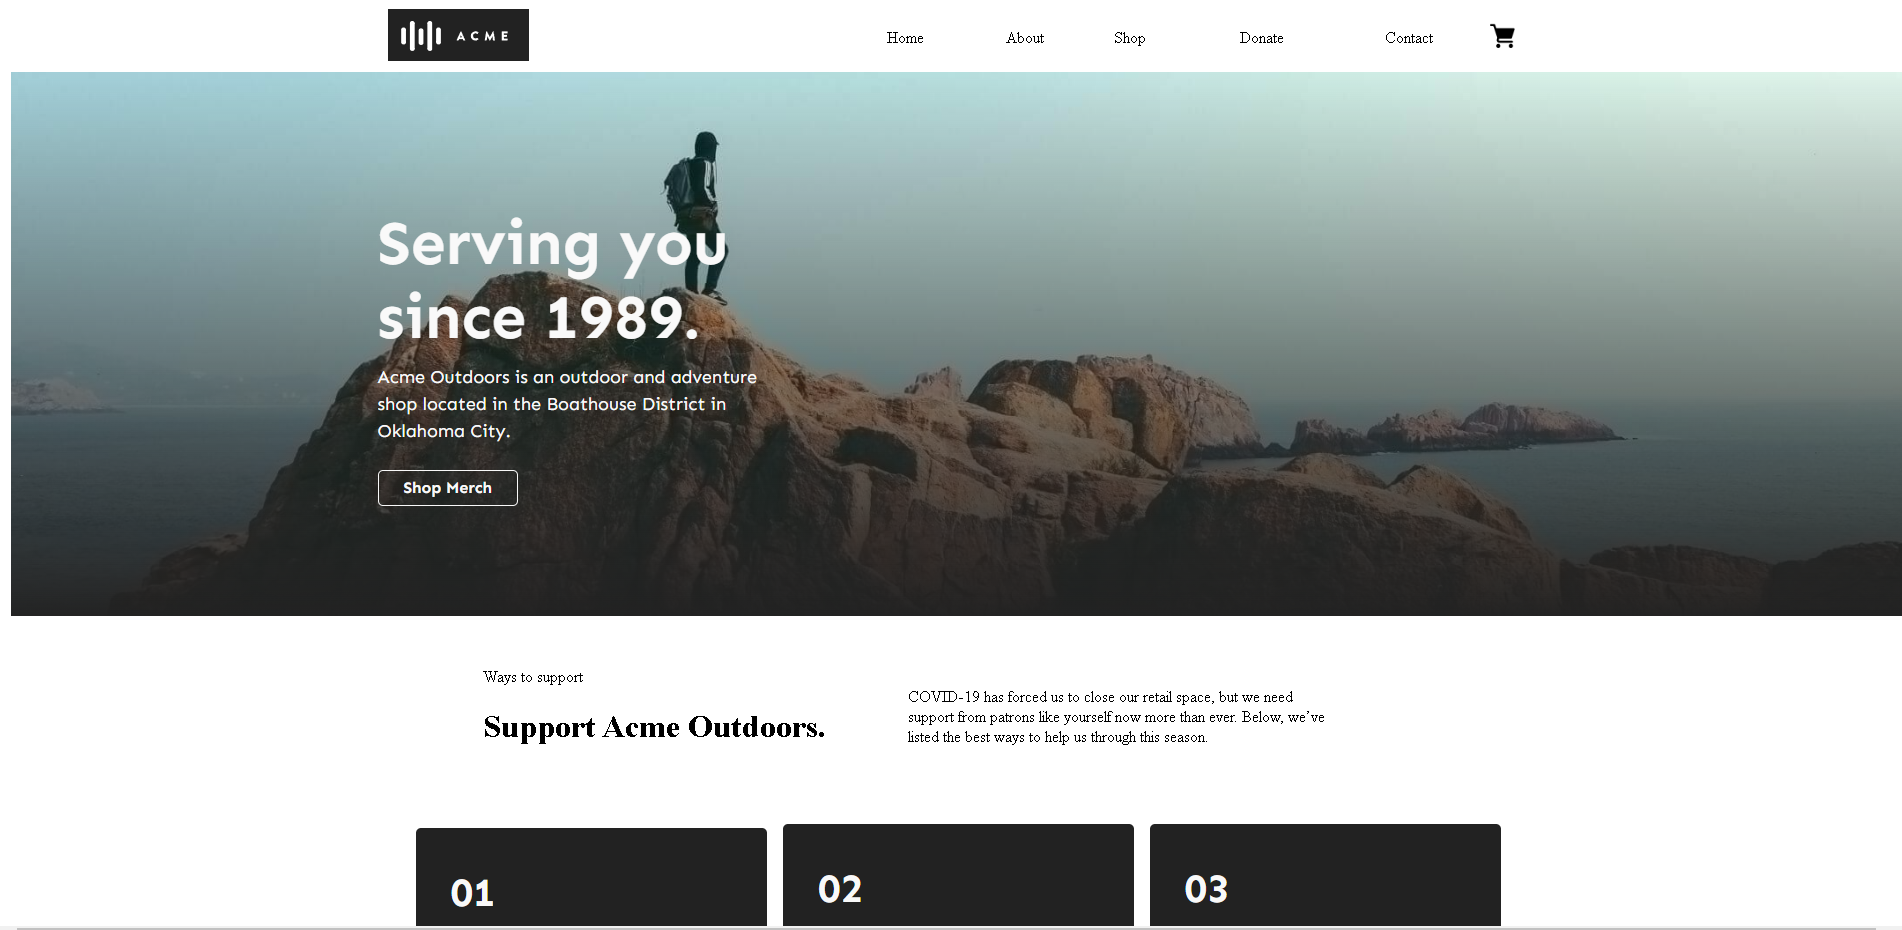 ACME
Home About Shop Donate Contact
Serving you
since 1989.
Acme Outdoors is an outdoor and adventure
shop located in the Boathouse District in
Oklahoma City.
Shop Merch
Ways to support
Support Acme Outdoors.
COVID-19 has forced us to close our retail space, but we need
support from patrons like yourself now more than ever. Below, we’ve
listed the best ways to help us through this season.
01
02
03